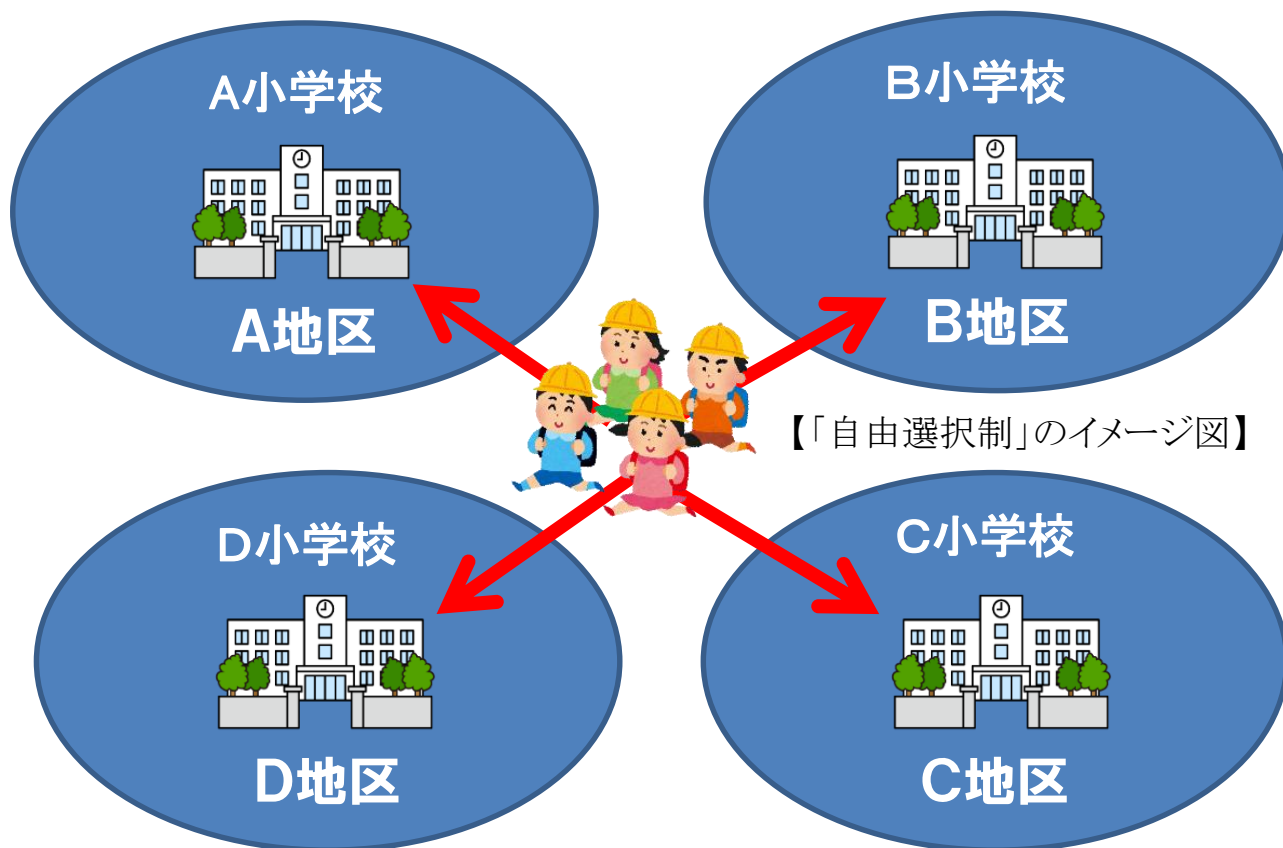 A小学校
A地区
B小学校
B地区
【「自由選択制」のイメージ図】
D小学校
D地区
C小学校
C地区